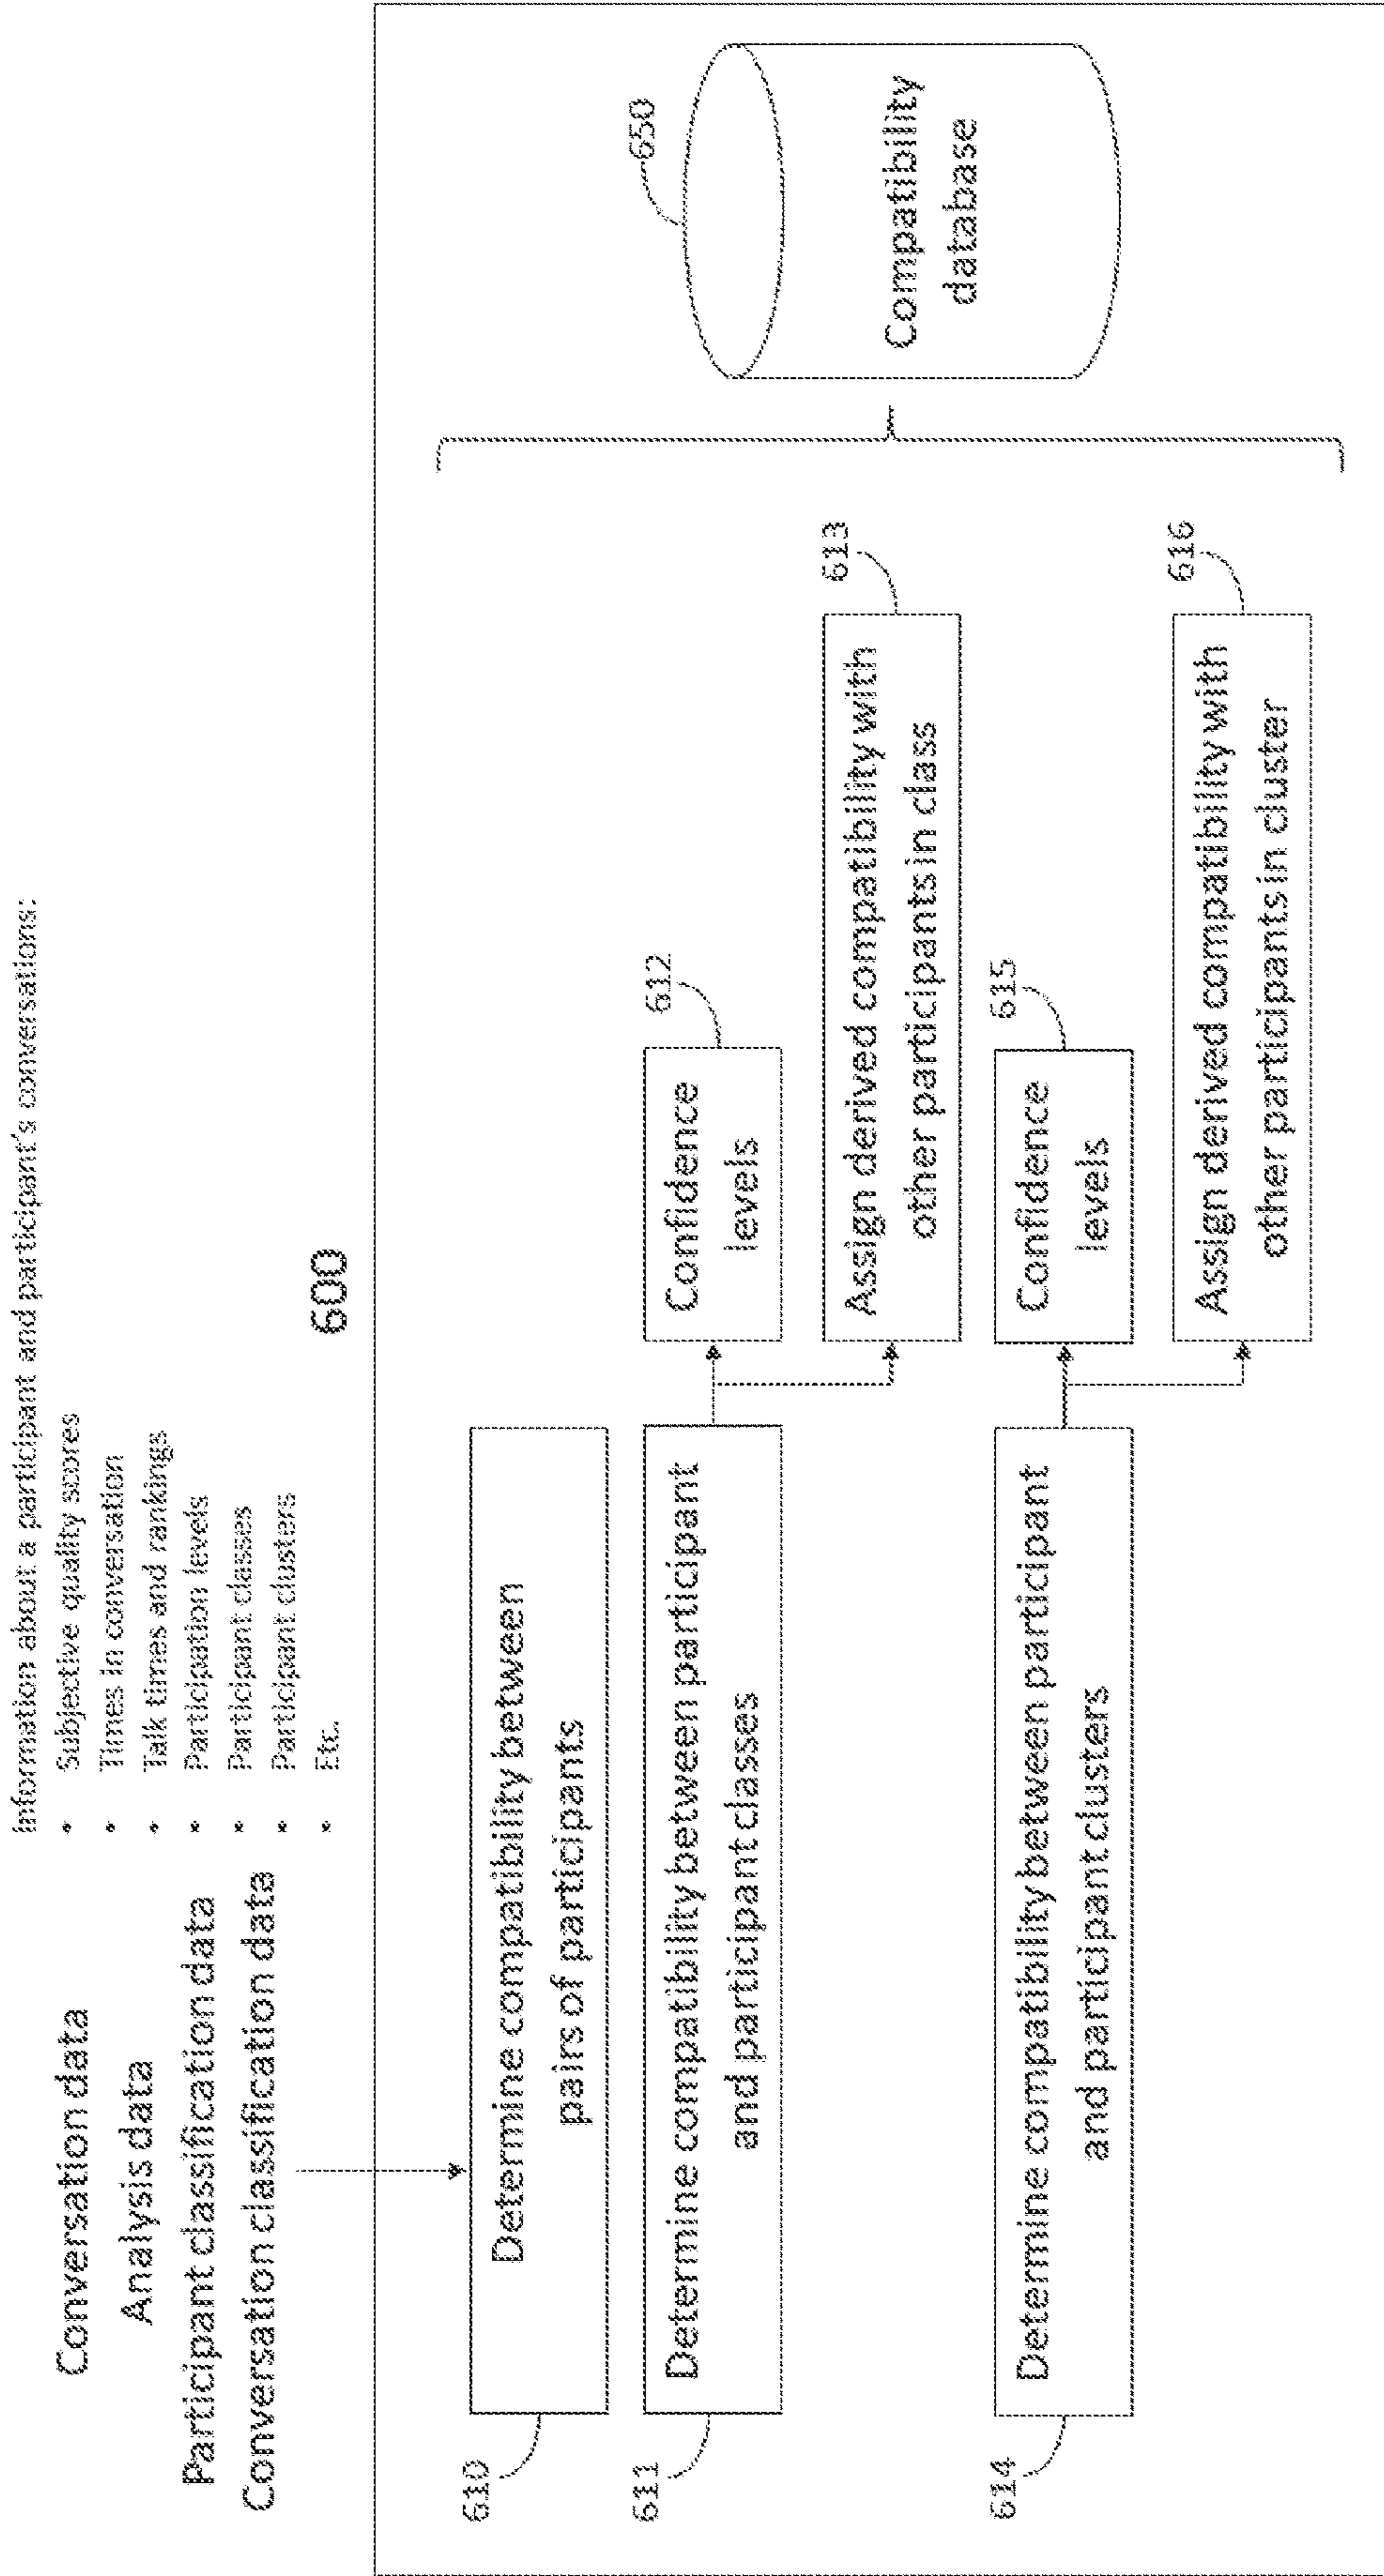 Conversation data
Analysis data
Participant classification data
Conversation classification data
Information about a participant and participant's conversations:
• Subjective quality scores
• Times in conversation
• Talk times and rankings
• Participation levels
• Participant classes
• Participant clusters
• Etc.
600
610
Determine compatibility between
pairs of participants
611
Determine compatibility between participant
and participant classes
Confidence
levels
612
Assign derived compatibility with
other participants in class
613
614
Determine compatibility between participant
and participant clusters
Confidence
levels
615
Assign derived compatibility with
other participants in cluster
616
650
Compatibility
database